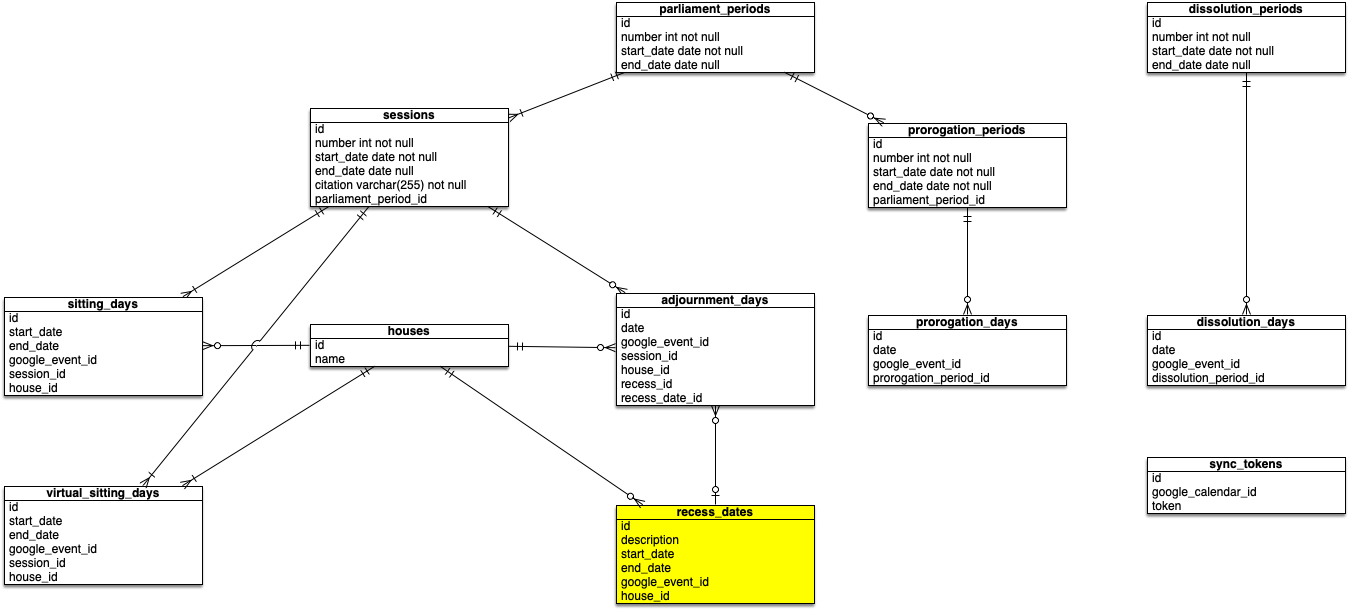 parliament_periods
id
number int not null
start_date date not null
end_date date null
dissolution_periods
id
number int not null
start_date date not null
end_date date null
sessions
id
number int not null
start_date date not null
end_date date null
citation varchar(255) not null
parliament_period_id
prorogation_periods
id
number int not null
start_date date not null
end_date date not null
parliament_period_id
sitting_days
id
start_date
end_date
google_event_id
session_id
house_id
houses
id
name
adjournment_days
id
date
google_event_id
session_id
house_id
recess_id
recess_date_id
prorogation_days
id
date
google_event_id
prorogation_period_id
dissolution_days
id
date
google_event_id
dissolution_period_id
virtual_sitting_days
id
start_date
end_date
google_event_id
session_id
house_id
recess_dates
id
description
start_date
end_date
google_event_id
house_id
sync_tokens
id
google_calendar_id
token